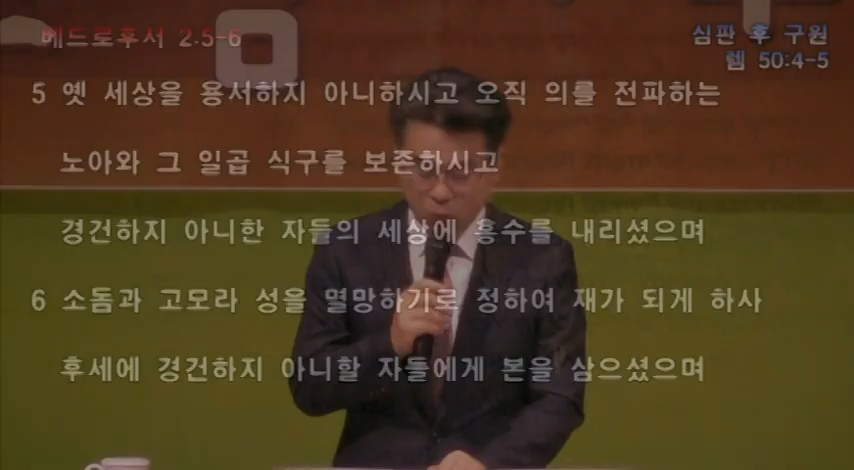 베드로후서 2:5-6
심판 후 구원
렘 50:4-5
5 옛 세상을 용서하지 아니하시고 오직 의를 전파하는
노아와 그 일곱 식구를 보존하시고
경건하지 아니한 자들의 세상에 홍수를 내리셨으며
6 소돔과 고모라 성을 멸망하기로 정하여 재가 되게 하사
후세에 경건하지 아니할 자들에게 본을 삼으셨으며